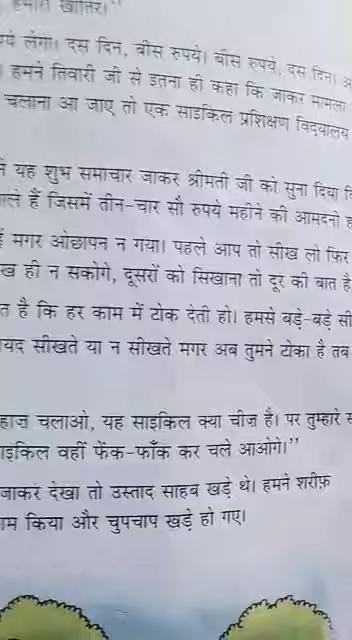 हमारी खातिर।"
लेंगा। दस दिन, बीस रुपये। बीस रुपये, दस दिन।
हमने तिवारी जी से इतना ही कहा कि जाकर मामला
चलाना आ जाए तो एक साइकिल प्रशिक्षण विद्यालय
यह शुभ समाचार जाकर श्रीमती जी को सुना दिया
हैं जिसमें तीन-चार सौ रुपये महीने की आमदनी
मगर ओछापन न गया। पहले आप तो सीख लो फिर
ही न सकोगे, दूसरों को सिखाना तो दूर की बात है
है कि हर काम में टोक देती हो। हमसे बड़े-बड़े
सीखते या न सीखते मगर अब तुमने टोका है तब
चलाओ, यह साइकिल क्या चीज़ है। पर तुम्हारे
वहीं फेंक-फाँक कर चले आओगे।"
जाकर देखा तो उस्ताद साहब खड़े थे। हमने शरीफ़
किया और चुपचाप खड़े हो गए।